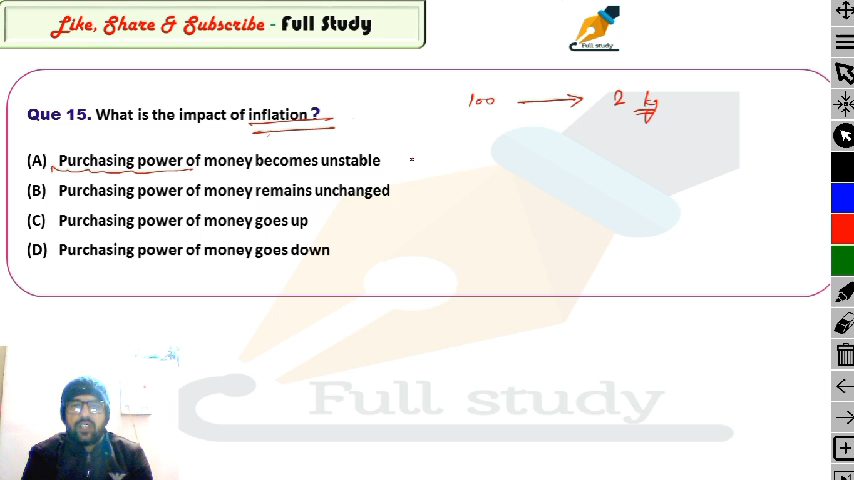 Like, Share & Subscribe - Full Study
Full study
100 → 2 kg
Que 15. What is the impact of inflation ?
(A) Purchasing power of money becomes unstable
(B) Purchasing power of money remains unchanged
(C) Purchasing power of money goes up
(D) Purchasing power of money goes down
Full study